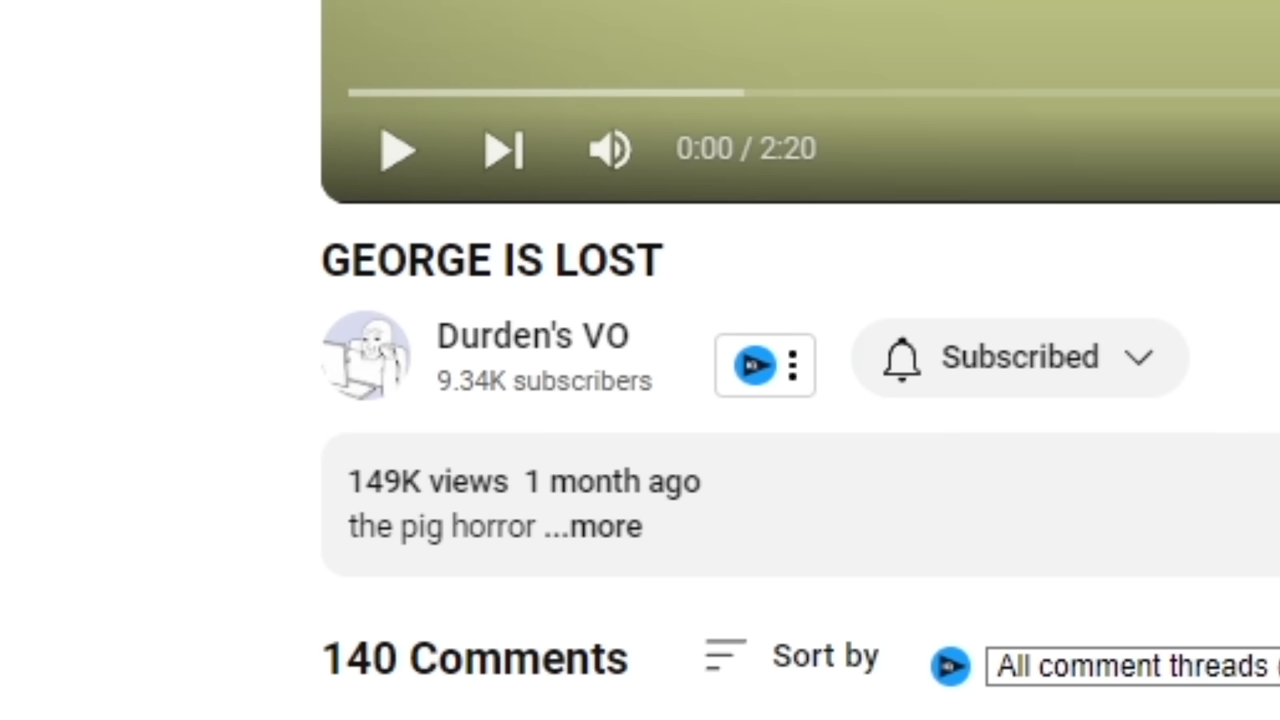 0:00 / 2:20
GEORGE IS LOST
Durden's VO
9.34K subscribers
Subscribed
149K views 1 month ago
the pig horror ...more
140 Comments
Sort by
All comment threads (